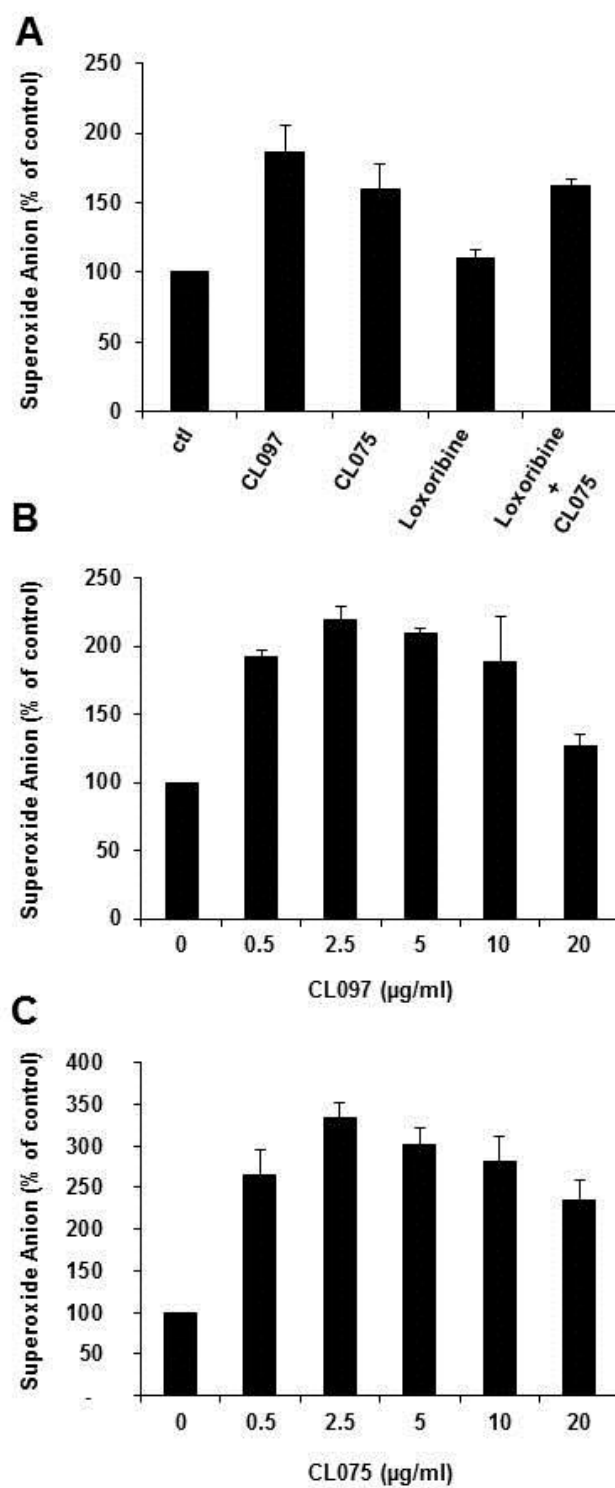 A
Superoxide Anion (% of control)
250
200
150
100
50
0
ctl
CL097
CL075
Loxoribine
Loxoribine
+
CL075
B
Superoxide Anion (% of control)
250
200
150
100
50
0
0 0.5 2.5 5 10 20
CL097 (µg/ml)
C
Superoxide Anion (% of control)
400
350
300
250
200
150
100
50
-
0 0.5 2.5 5 10 20
CL075 (µg/ml)